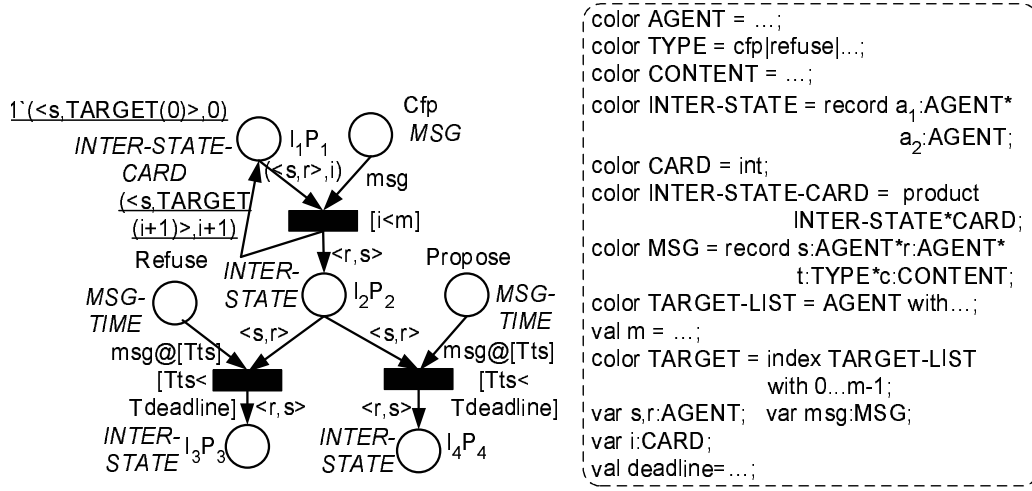 1`(<s,TARGET(0)>,0)
INTER-STATE-
CARD
I1P1
Cfp
MSG
(<s,r>,i)
msg
(<s,TARGET
(i+1)>,i+1)
[i<m]
<r,s>
Refuse
MSG-
TIME
INTER-
STATE
I2P2
Propose
MSG-
TIME
<s,r>
<s,r>
msg@[Tts]
[Tts<
Tdeadline]
msg@[Tts]
[Tts<
Tdeadline]
<r,s>
<r,s>
INTER-
STATE
I3P3
INTER-
STATE
I4P4
color AGENT = ...;
color TYPE = cfp|refuse|...;
color CONTENT = ...;
color INTER-STATE = record a1:AGENT*
a2:AGENT;
color CARD = int;
color INTER-STATE-CARD = product
INTER-STATE*CARD;
color MSG = record s:AGENT*r:AGENT*
t:TYPE*c:CONTENT;
color TARGET-LIST = AGENT with...;
val m = ...;
color TARGET = index TARGET-LIST
with 0...m-1;
var s,r:AGENT; var msg:MSG;
var i:CARD;
val deadline=...;